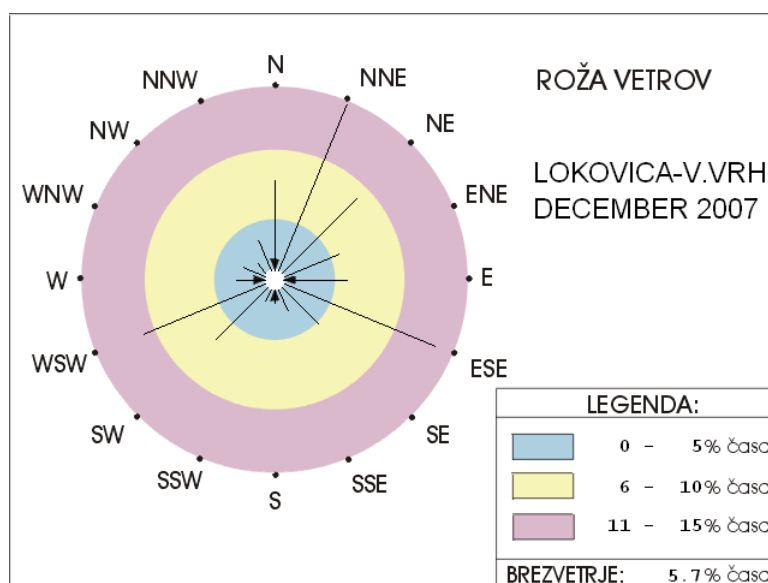 ROŽA VETROV
LOKOVICA-V.VRH
DECEMBER 2007
N
NNE
NE
ENE
E
ESE
SE
SSE
S
SSW
SW
WSW
W
WNW
NW
NNW
LEGENDA:
0 - 5% časa
6 - 10% časa
11 - 15% časa
BREZVETRJE: 5.7% časa